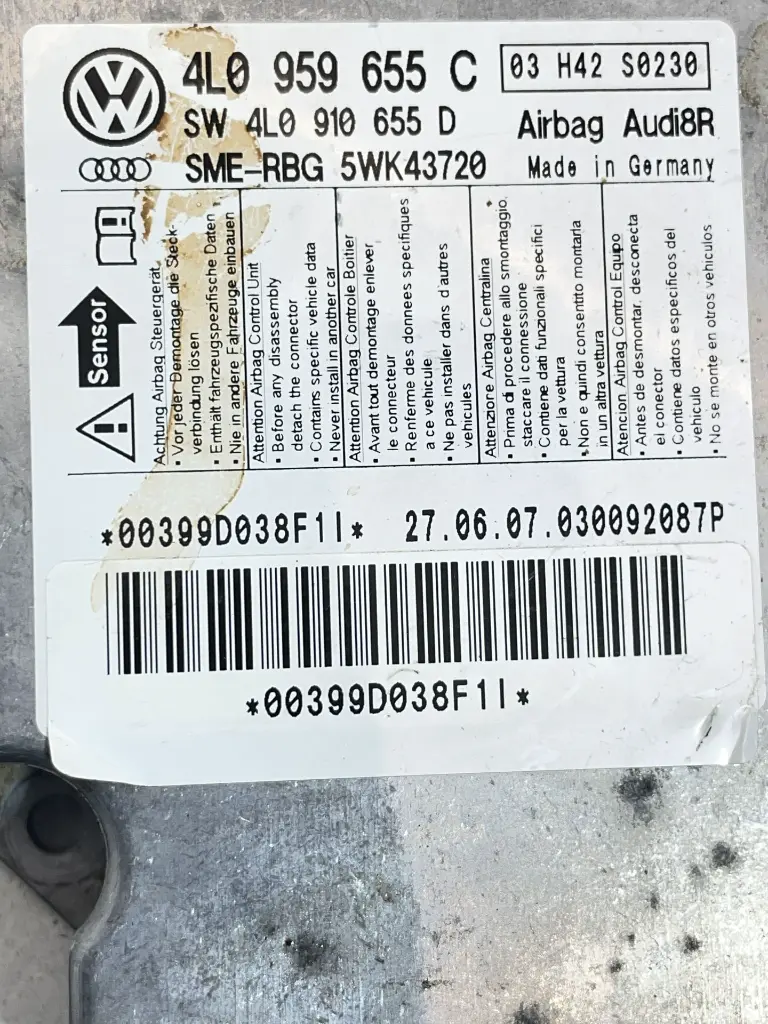 4L0 959 655 C
03 H42 S0230
SW 4L0 910 655 D
Airbag Audi8R
SME-RBG 5WK43720
Made in Germany
Sensor
Achtung Airbag Steuergerät
• Vor jeder Demontage die Steck-
verbindung lösen
• Enthält fahrzeugspezifische Daten
• Nie in andere Fahrzeuge einbauen
Attention Airbag Control Unit
• Before any disassembly
detach the connector
• Contains specific vehicle data
• Never install in another car
Attention Airbag Controle Boitier
• Avant tout demontage enlever
le connecteur
• Renferme des donnees specifiques
a ce vehicule
• Ne pas installer dans d'autres
vehicules
Attenzione Airbag Centralina
• Prima di procedere allo smontaggio,
staccare il connessione
• Contiene dati funzionali specifici
per la vettura
• Non e quindi consentito montarla
in un altra vettura
Atencion Airbag Control Equipo
• Antes de desmontar, desconecta
el conector
• Contiene datos especificos del
vehiculo
• No se monte en otros vehiculos
*00399D038F1I* 27.06.07.030092087P
*00399D038F1I*